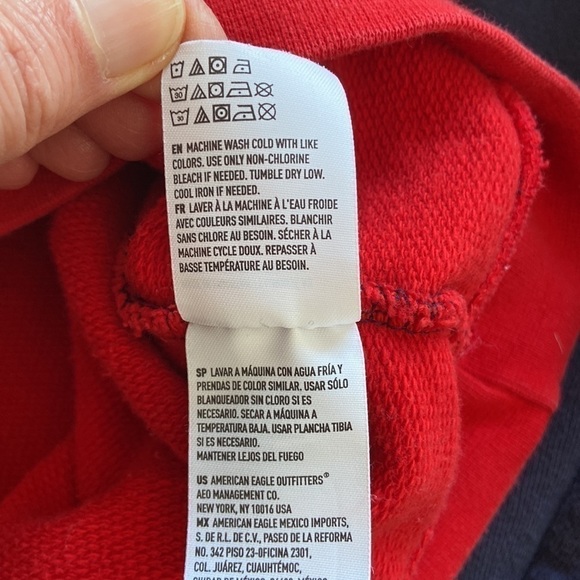 EN MACHINE WASH COLD WITH LIKE
COLORS. USE ONLY NON-CHLORINE
BLEACH IF NEEDED. TUMBLE DRY LOW.
COOL IRON IF NEEDED.
FR LAVER À LA MACHINE À L'EAU FROIDE
AVEC COULEURS SIMILAIRES. BLANCHIR
SANS CHLORE AU BESOIN. SÉCHER À LA
MACHINE CYCLE DOUX. REPASSER À
BASSE TEMPÉRATURE AU BESOIN.
SP LAVAR A MÁQUINA CON AGUA FRÍA Y
PRENDAS DE COLOR SIMILAR. USAR SÓLO
BLANQUEADOR SIN CLORO SI ES
NECESARIO. SECAR A MÁQUINA A
TEMPERATURA BAJA. USAR PLANCHA TIBIA
SI ES NECESARIO.
MANTENER LEJOS DEL FUEGO
US AMERICAN EAGLE OUTFITTERS®
AEO MANAGEMENT CO.
NEW YORK, NY 10016 USA
MX AMERICAN EAGLE MEXICO IMPORTS,
S. DE R.L. DE C.V., PASEO DE LA REFORMA
NO. 342 PISO 23-OFICINA 2301,
COL. JUÁREZ, CUAUHTÉMOC,
CIUDAD DE MÉXICO,